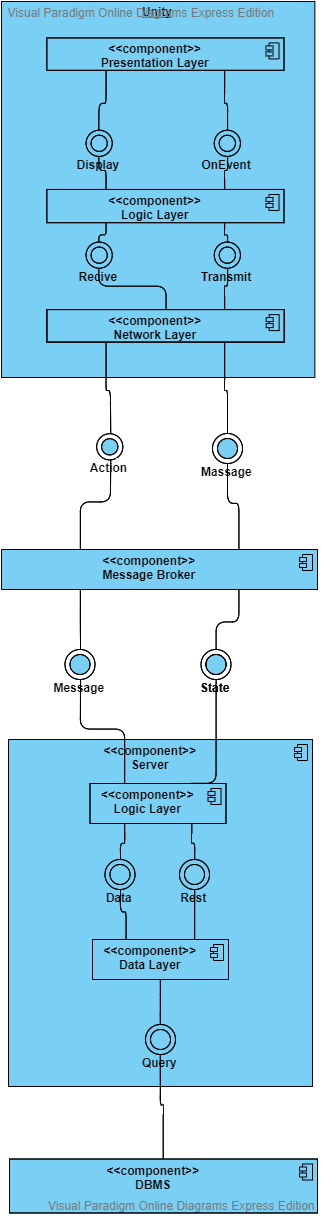 Visual Paradigm Online Diagrams Express Edition
Unity
<<component>>
Presentation Layer
Display
OnEvent
<<component>>
Logic Layer
Redive
Transmit
<<component>>
Network Layer
Action
Massage
<<component>>
Message Broker
Message
State
<<component>>
Server
<<component>>
Logic Layer
Data
Rest
<<component>>
Data Layer
Query
<<component>>
DBMS
Visual Paradigm Online Diagrams Express Edition